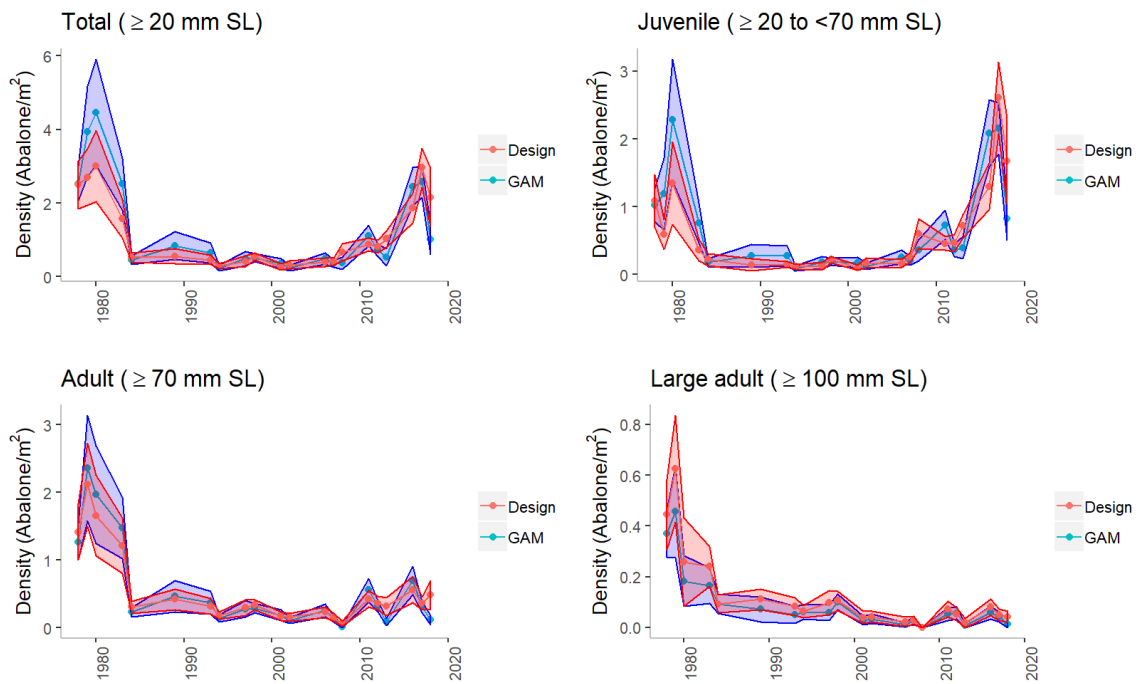 Total ( ≥ 20 mm SL)
Density (Abalone/m²)
6
4
2
0
1980
1990
2000
2010
2020
Design
GAM
Juvenile ( ≥ 20 to <70 mm SL)
Density (Abalone/m²)
3
2
1
0
1980
1990
2000
2010
2020
Design
GAM
Adult ( ≥ 70 mm SL)
Density (Abalone/m²)
3
2
1
0
1980
1990
2000
2010
2020
Design
GAM
Large adult ( ≥ 100 mm SL)
Density (Abalone/m²)
0.8
0.6
0.4
0.2
0.0
1980
1990
2000
2010
2020
Design
GAM